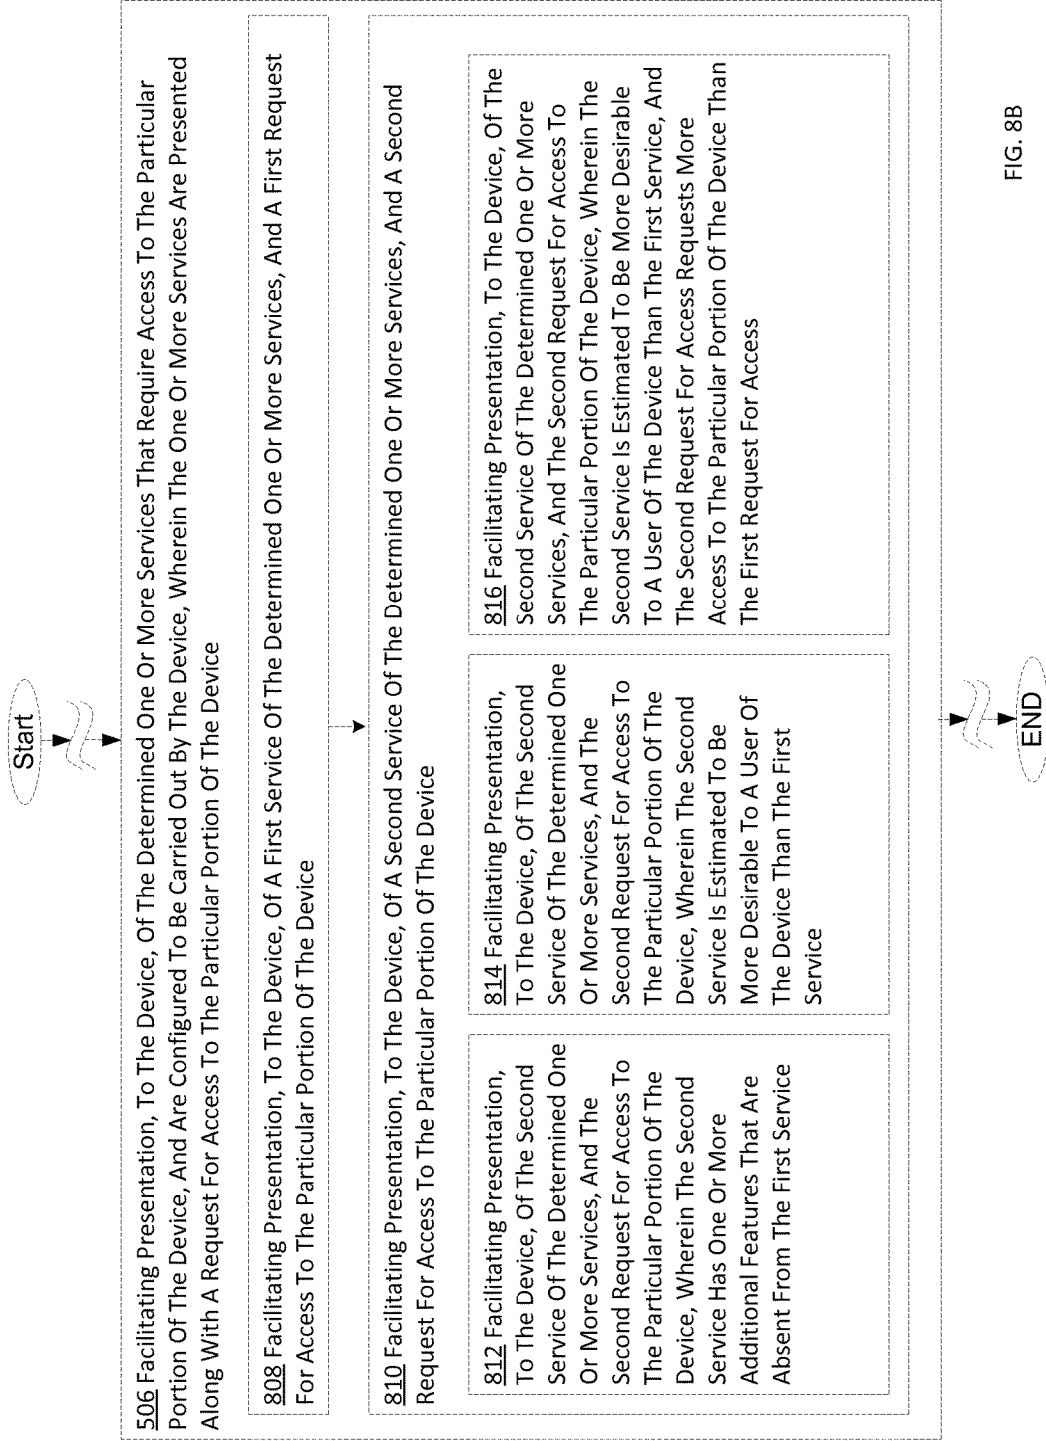 Start
506 Facilitating Presentation, To The Device, Of The Determined One Or More Services That Require Access To The Particular
Portion Of The Device, And Are Configured To Be Carried Out By The Device, Wherein The One Or More Services Are Presented
Along With A Request For Access To The Particular Portion Of The Device
808 Facilitating Presentation, To The Device, Of A First Service Of The Determined One Or More Services, And A First Request
For Access To The Particular Portion Of The Device
810 Facilitating Presentation, To The Device, Of A Second Service Of The Determined One Or More Services, And A Second
Request For Access To The Particular Portion Of The Device
812 Facilitating Presentation,
To The Device, Of The Second
Service Of The Determined One
Or More Services, And The
Second Request For Access To
The Particular Portion Of The
Device, Wherein The Second
Service Has One Or More
Additional Features That Are
Absent From The First Service
814 Facilitating Presentation,
To The Device, Of The Second
Service Of The Determined One
Or More Services, And The
Second Request For Access To
The Particular Portion Of The
Device, Wherein The Second
Service Is Estimated To Be
More Desirable To A User Of
The Device Than The First
Service
816 Facilitating Presentation, To The Device, Of The
Second Service Of The Determined One Or More
Services, And The Second Request For Access To
The Particular Portion Of The Device, Wherein The
Second Service Is Estimated To Be More Desirable
To A User Of The Device Than The First Service, And
The Second Request For Access Requests More
Access To The Particular Portion Of The Device Than
The First Request For Access
END
FIG. 8B